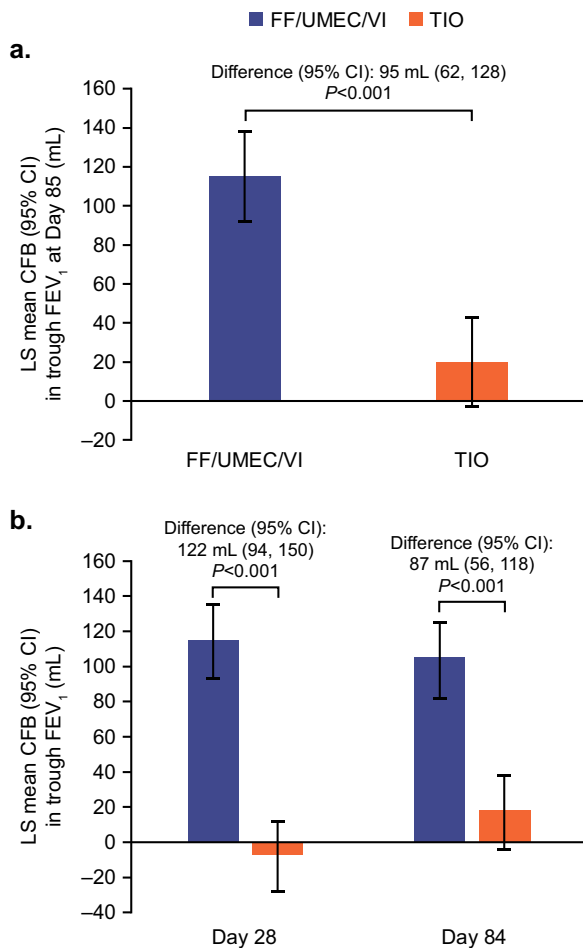 FF/UMEC/VI TIO
a.
Difference (95% CI): 95 mL (62, 128)
P<0.001
LS mean CFB (95% CI)
in trough FEV₁ at Day 85 (mL)
160
140
120
100
80
60
40
20
0
–20
FF/UMEC/VI TIO
b.
Difference (95% CI):
122 mL (94, 150)
P<0.001
Difference (95% CI):
87 mL (56, 118)
P<0.001
LS mean CFB (95% CI)
in trough FEV₁ (mL)
160
140
120
100
80
60
40
20
0
–20
–40
Day 28 Day 84